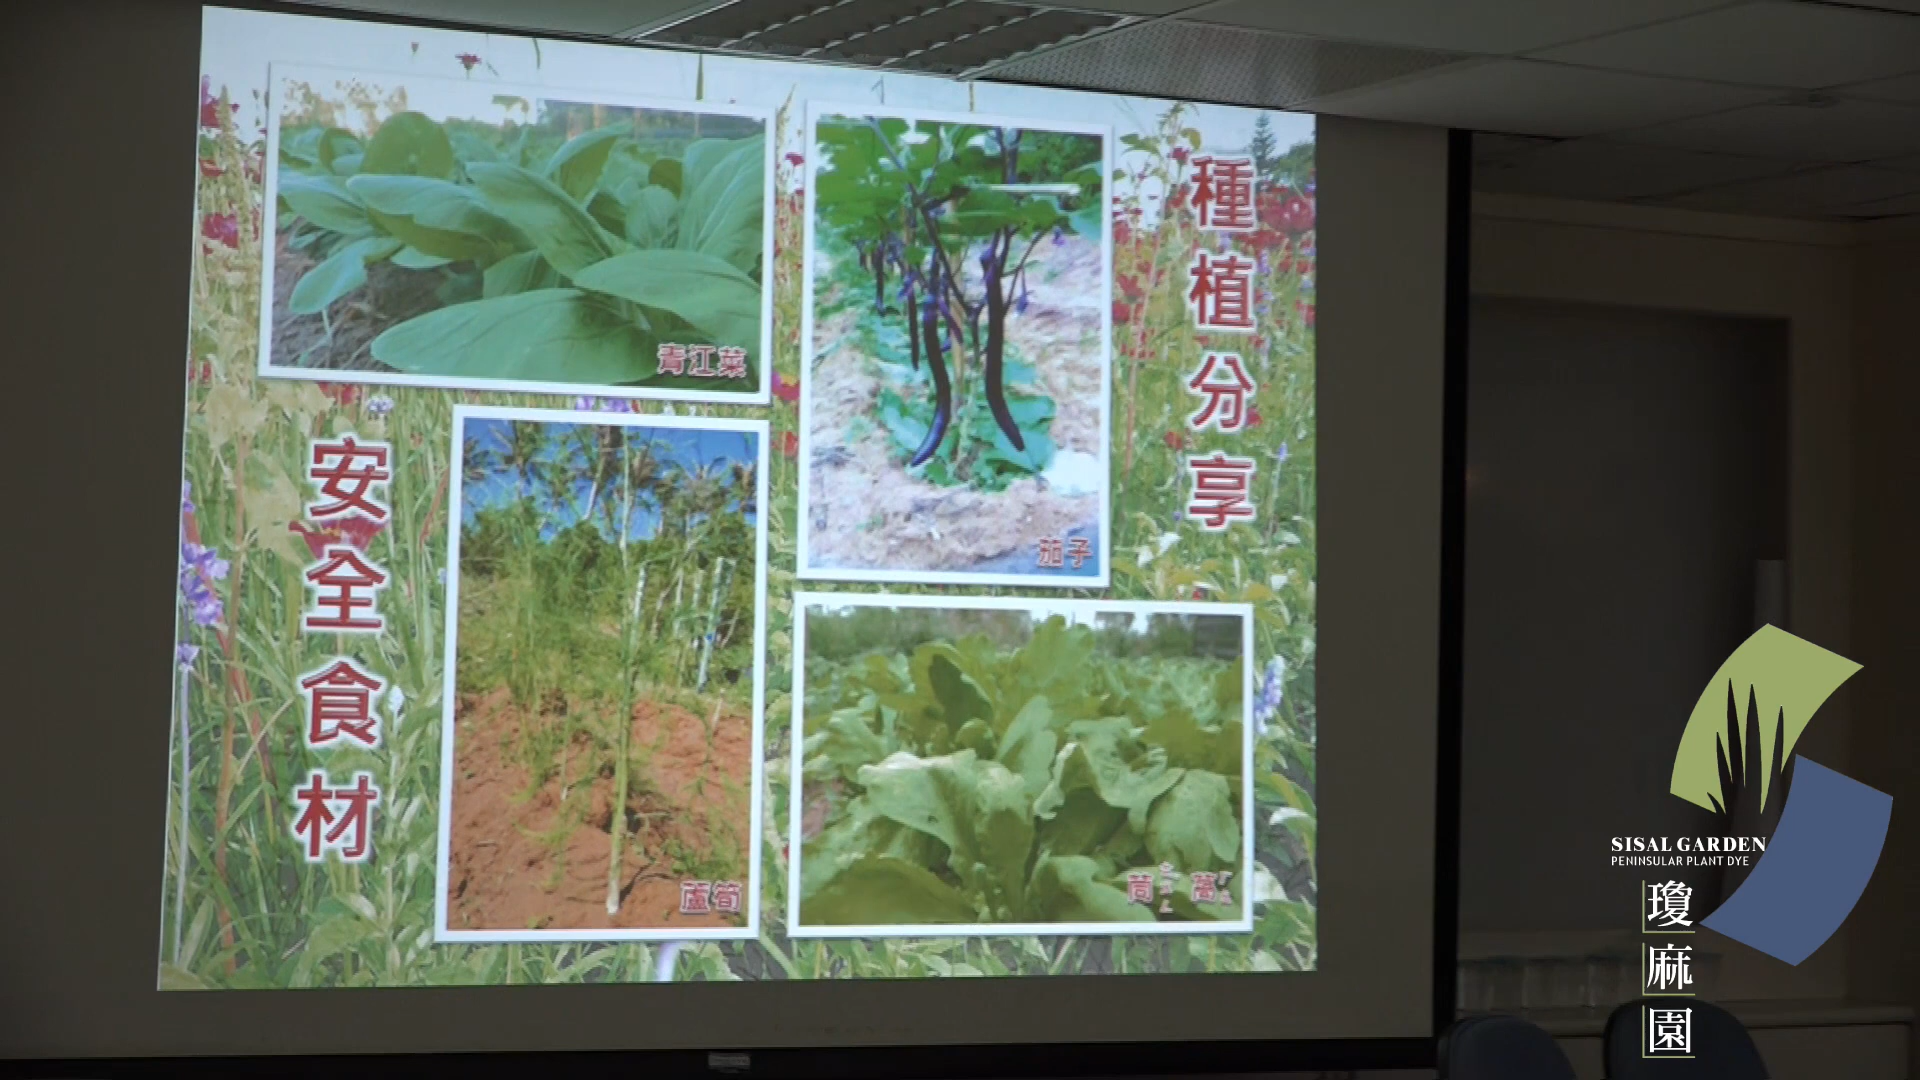 種植分享
安全食材
青江菜
茄子
蘆筍
茼蒿
SISAL GARDEN
PENINSULAR PLANT DYE
瓊麻園